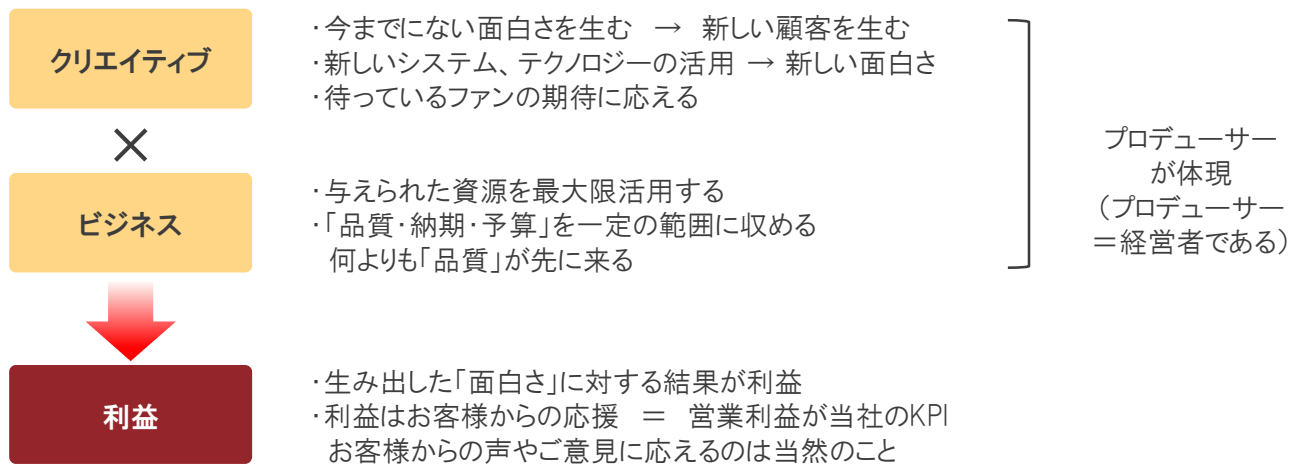 クリエイティブ
・今までにない面白さを生む → 新しい顧客を生む
・新しいシステム、テクノロジーの活用 → 新しい面白さ
・待っているファンの期待に応える
×
ビジネス
・与えられた資源を最大限活用する
・「品質・納期・予算」を一定の範囲に収める
何よりも「品質」が先に来る
プロデューサー
が体現
（プロデューサー
＝経営者である）
利益
・生み出した「面白さ」に対する結果が利益
・利益はお客様からの応援 ＝ 営業利益が当社のKPI
お客様からの声やご意見に応えるのは当然のこと